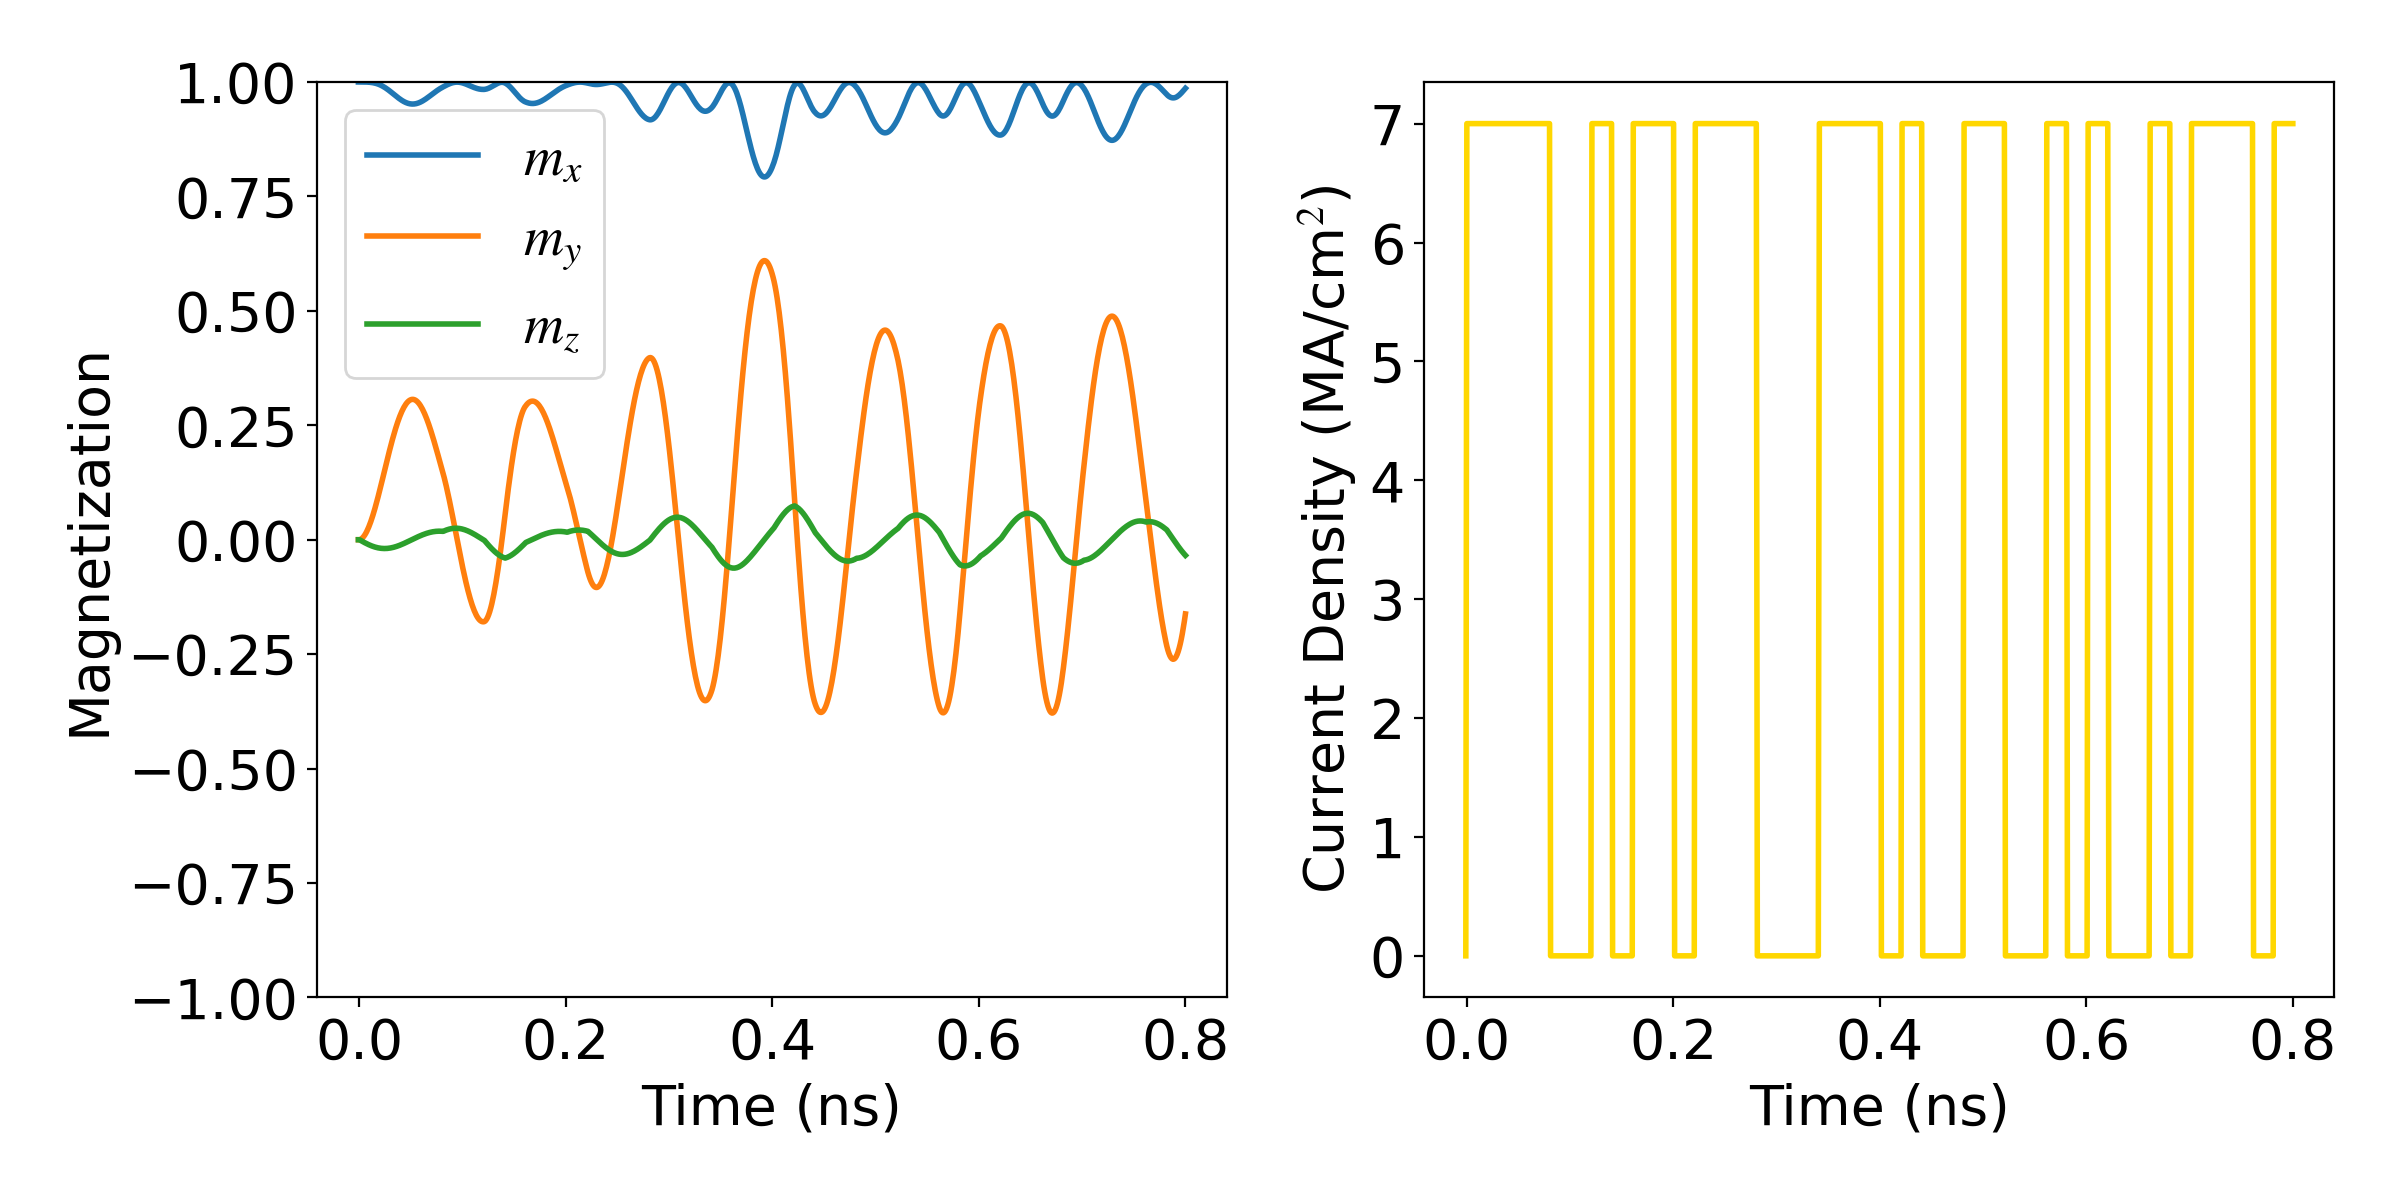 Magnetization
1.00
0.75
0.50
0.25
0.00
−0.25
−0.50
−0.75
−1.00
m_x
m_y
m_z
0.0 0.2 0.4 0.6 0.8
Time (ns)
Current Density (MA/cm²)
7
6
5
4
3
2
1
0
0.0 0.2 0.4 0.6 0.8
Time (ns)